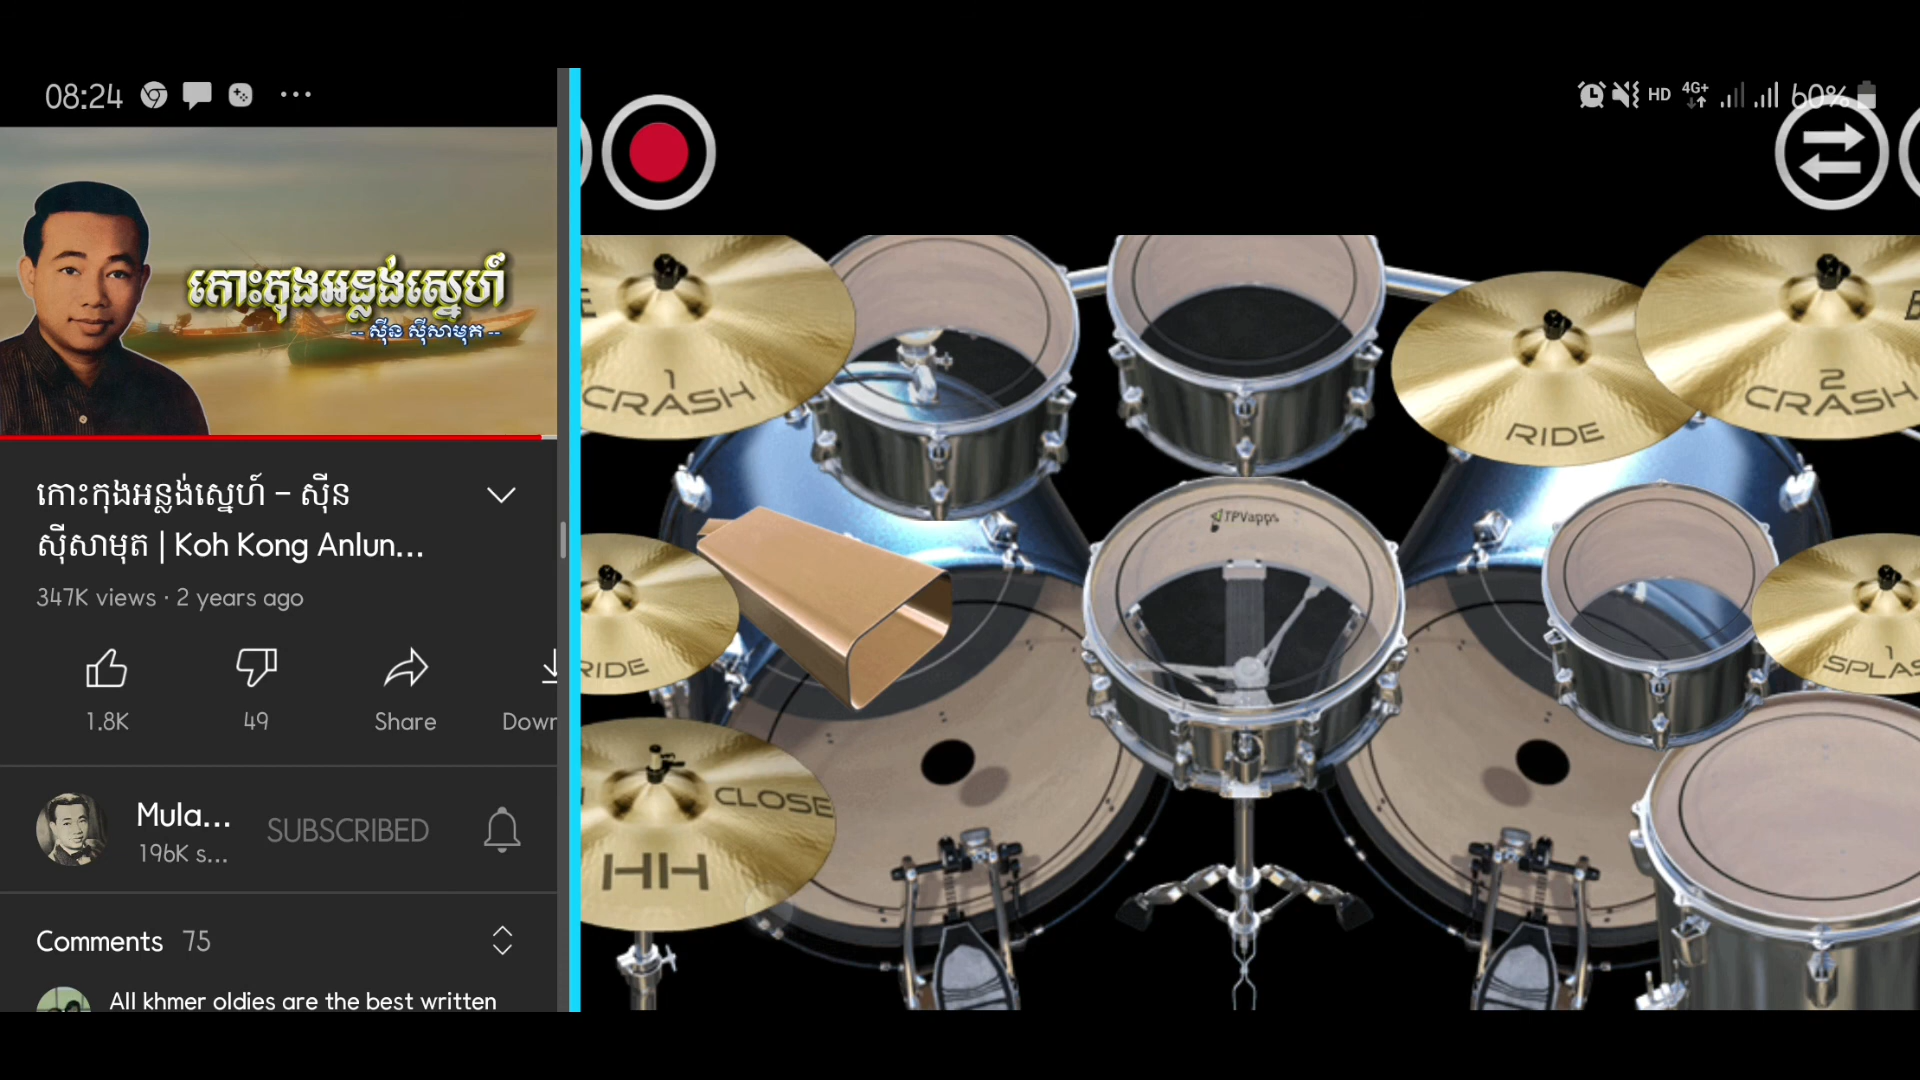 08:24
HD 4G+ 60%
កោះកុងអន្លង់ស្នេហ៍
-- ស៊ីន ស៊ីសាមុត --
កោះកុងអន្លង់ស្នេហ៍ – ស៊ីន
ស៊ីសាមុត | Koh Kong Anlun...
347K views · 2 years ago
1.8K
49
Share
Down
Mula...
196K s...
SUBSCRIBED
Comments 75
All khmer oldies are the best written
1
CRASH
RIDE
2
CRASH
TPVapps
RIDE
1
SPLAS
CLOSE
HH